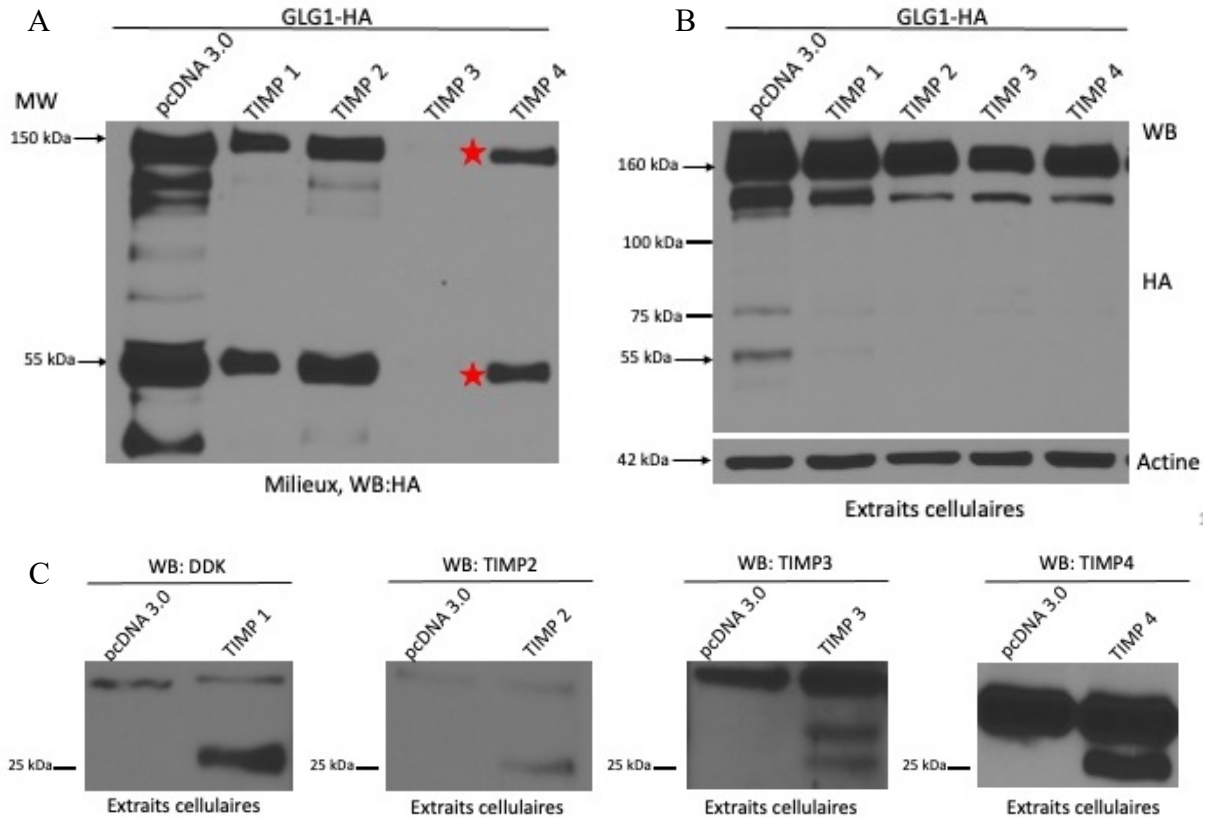 A
GLG1-HA
MW
pcDNA 3.0
TIMP 1
TIMP 2
TIMP 3
TIMP 4
150 kDa
55 kDa
Milieux, WB:HA
B
GLG1-HA
pcDNA 3.0
TIMP 1
TIMP 2
TIMP 3
TIMP 4
WB
160 kDa
100 kDa
HA
75 kDa
55 kDa
42 kDa
Actine
Extraits cellulaires
1
C
WB: DDK
pcDNA 3.0
TIMP 1
25 kDa
Extraits cellulaires
WB: TIMP2
pcDNA 3.0
TIMP 2
25 kDa
Extraits cellulaires
WB: TIMP3
pcDNA 3.0
TIMP 3
25 kDa
Extraits cellulaires
WB: TIMP4
pcDNA 3.0
TIMP 4
25 kDa
Extraits cellulaires